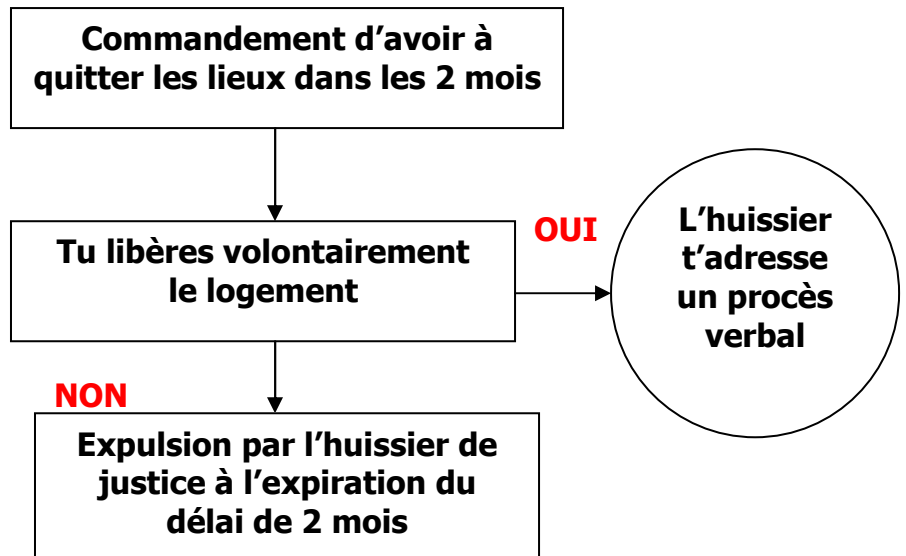 Commandement d’avoir à
quitter les lieux dans les 2 mois
Tu libères volontairement
le logement
OUI
L’huissier
t’adresse
un procès
verbal
NON
Expulsion par l’huissier de
justice à l’expiration du
délai de 2 mois